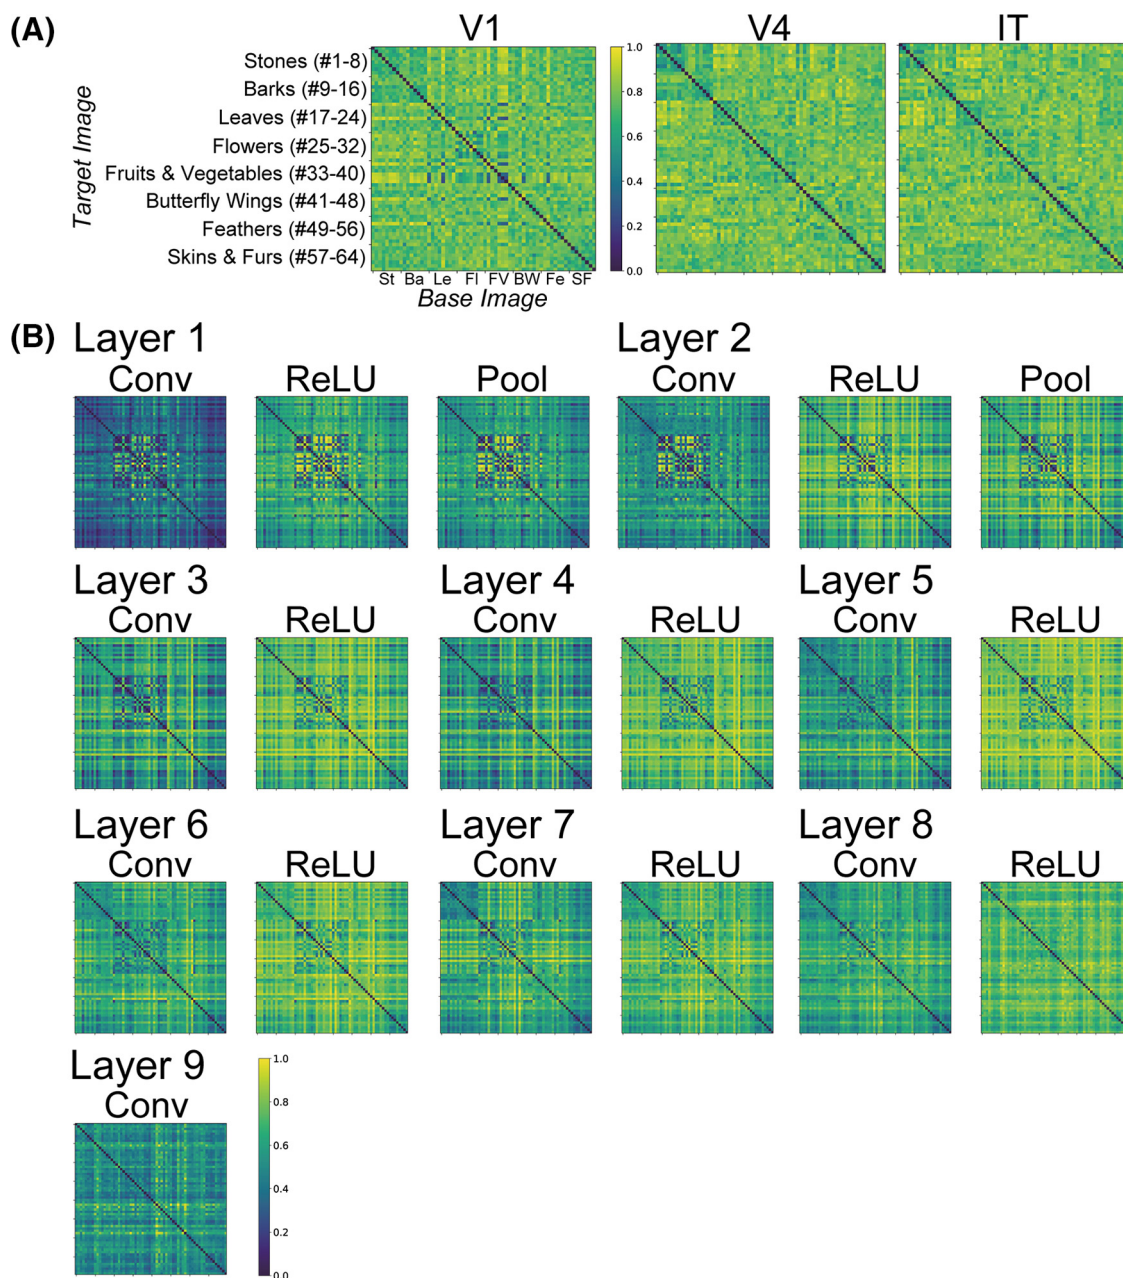 (A)
V1
V4
IT
Target Image
Stones (#1-8)
Barks (#9-16)
Leaves (#17-24)
Flowers (#25-32)
Fruits & Vegetables (#33-40)
Butterfly Wings (#41-48)
Feathers (#49-56)
Skins & Furs (#57-64)
1.0
0.8
0.6
0.4
0.2
0.0
St Ba Le Fl FV BW Fe SF
Base Image
(B)
Layer 1
Layer 2
Conv ReLU Pool Conv ReLU Pool
Layer 3
Layer 4
Layer 5
Conv ReLU Conv ReLU Conv ReLU
Layer 6
Layer 7
Layer 8
Conv ReLU Conv ReLU Conv ReLU
Layer 9
Conv
1.0
0.8
0.6
0.4
0.2
0.0